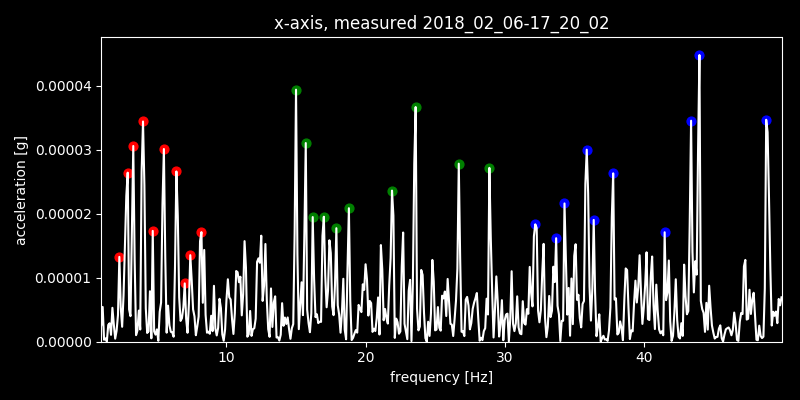 x-axis, measured 2018_02_06-17_20_02
0.00004
0.00003
0.00002
0.00001
0.00000
acceleration [g]
10 20 30 40
frequency [Hz]